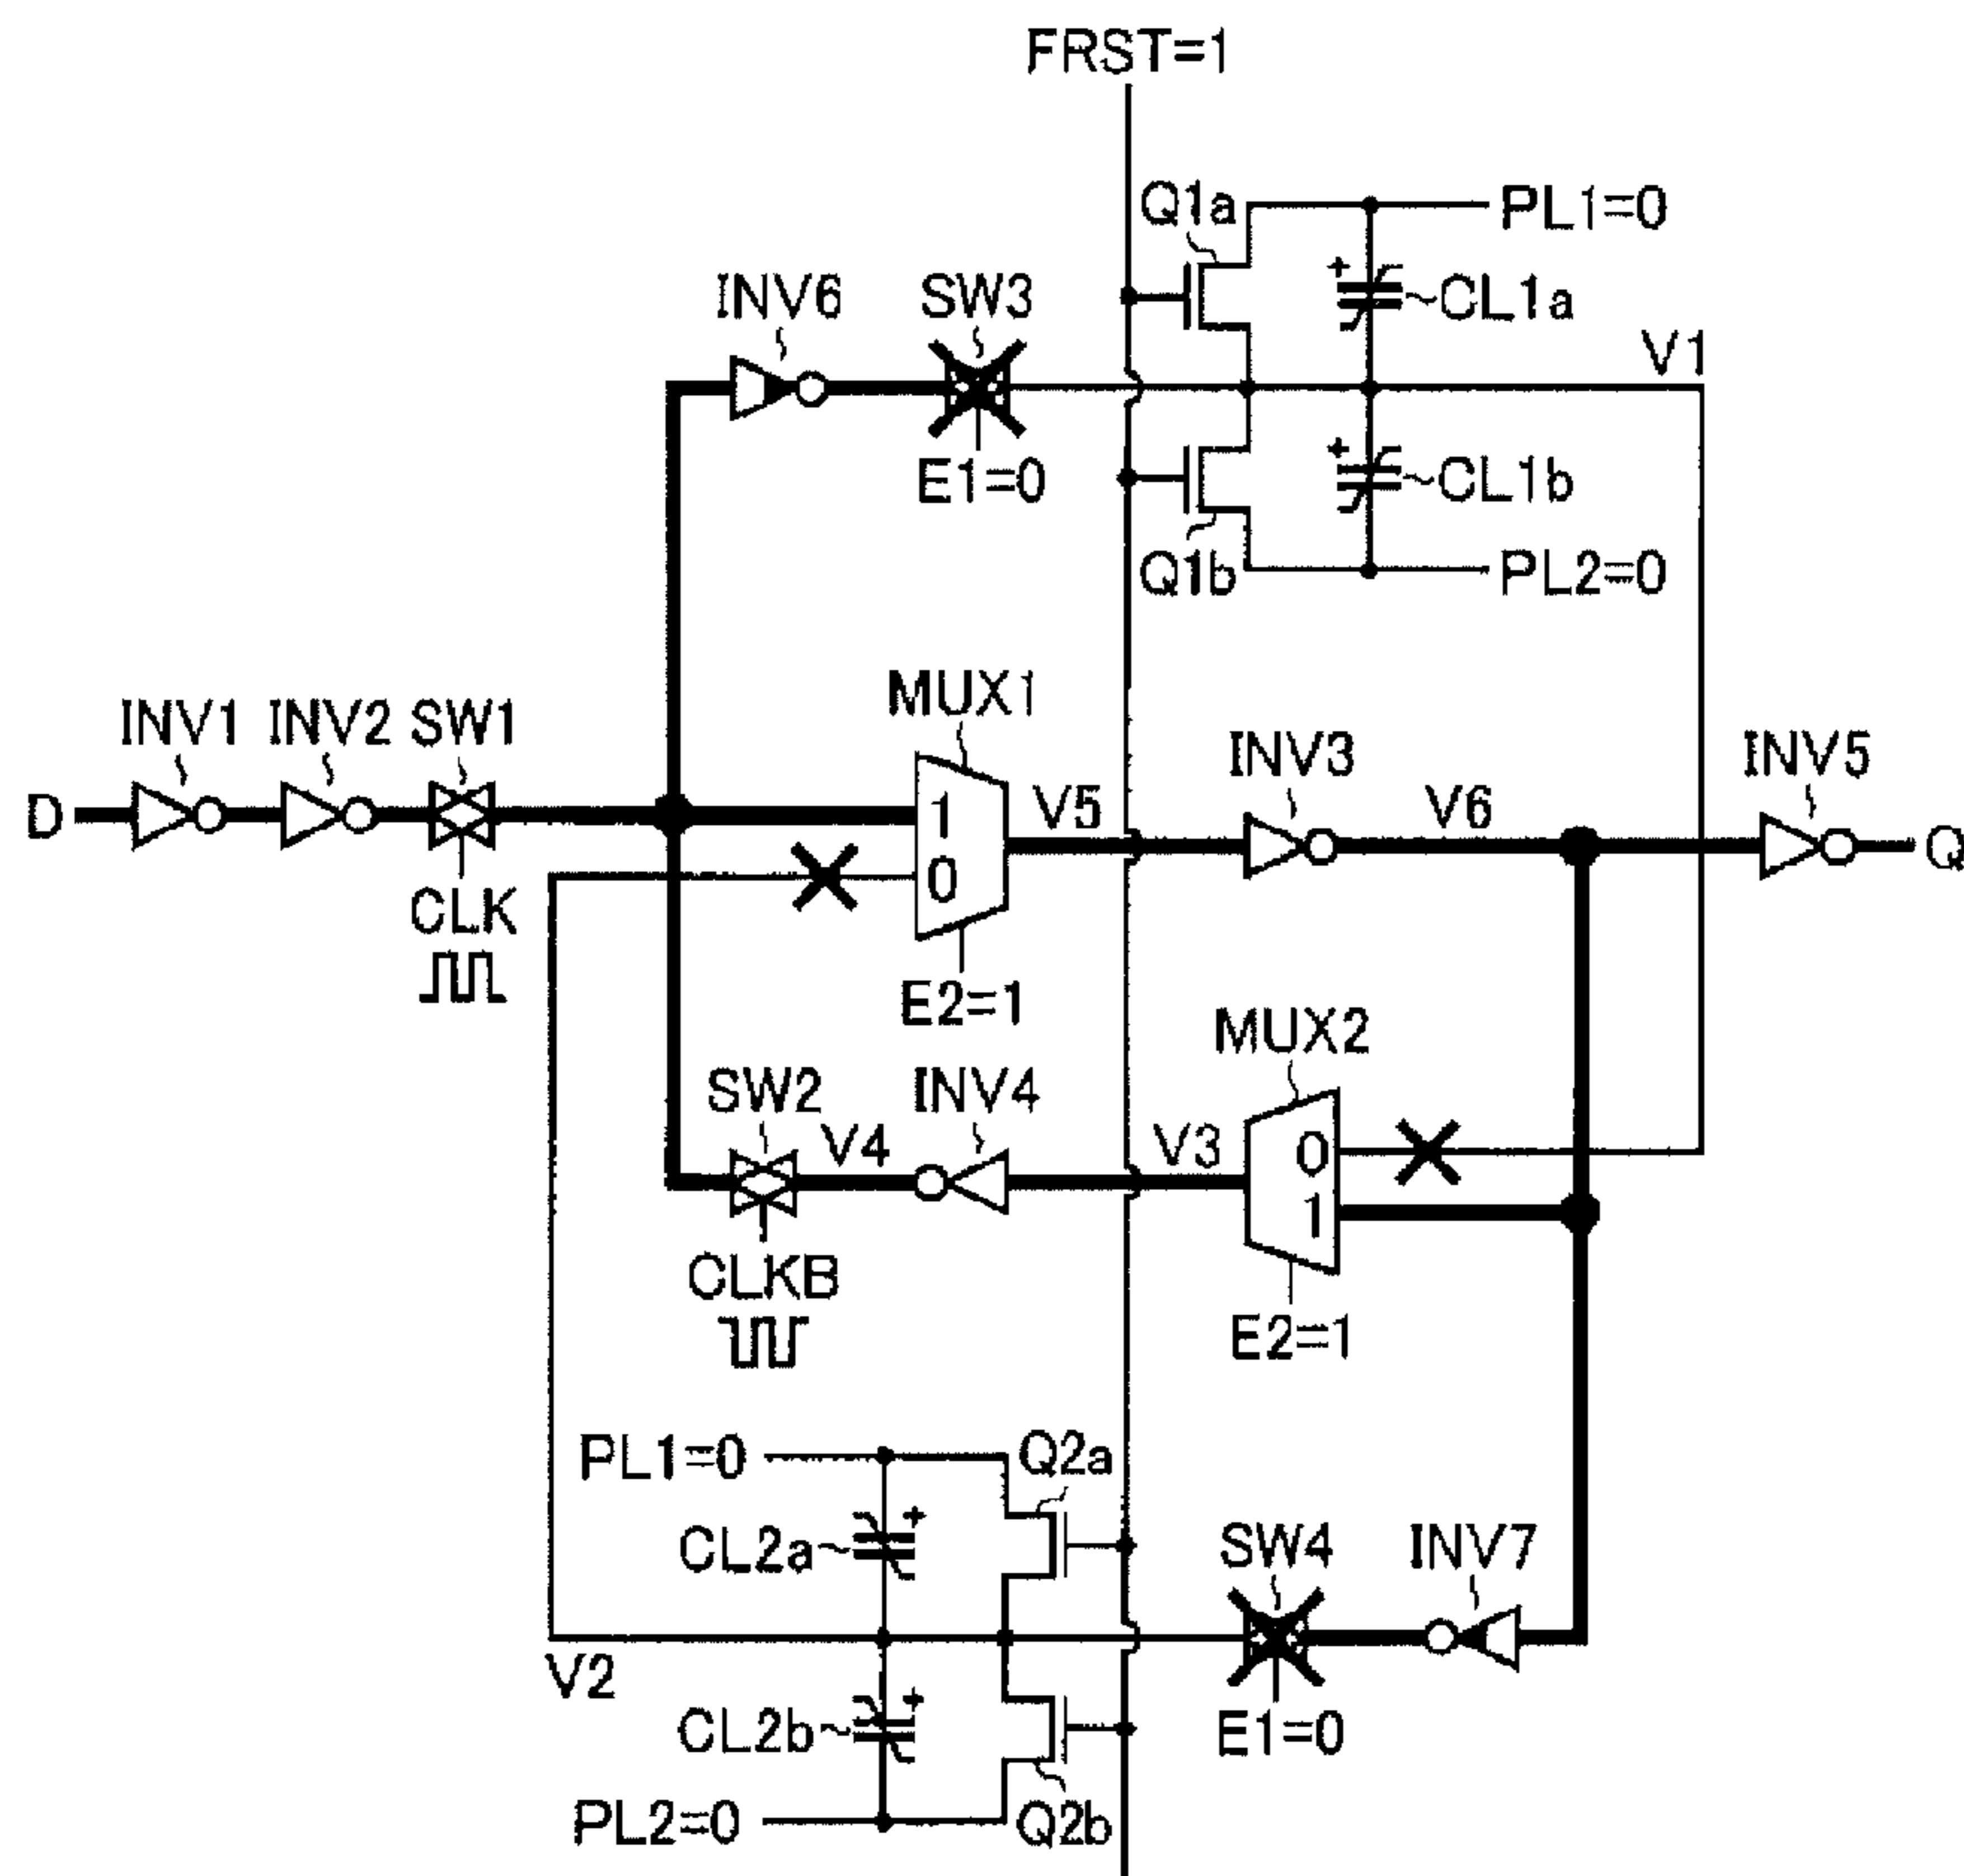 FRST=1
Q1a
PL1=0
INV6
SW3
+
CL1a
V1
E1=0
+
CL1b
Q1b
PL2=0
MUX1
INV1
INV2
SW1
INV3
INV5
D
1
V5
V6
Q
0
CLK
E2=1
MUX2
SW2
INV4
V4
V3
0
1
CLKB
E2=1
PL1=0
Q2a
+
CL2a
SW4
INV7
V2
+
CL2b
E1=0
PL2=0
Q2b